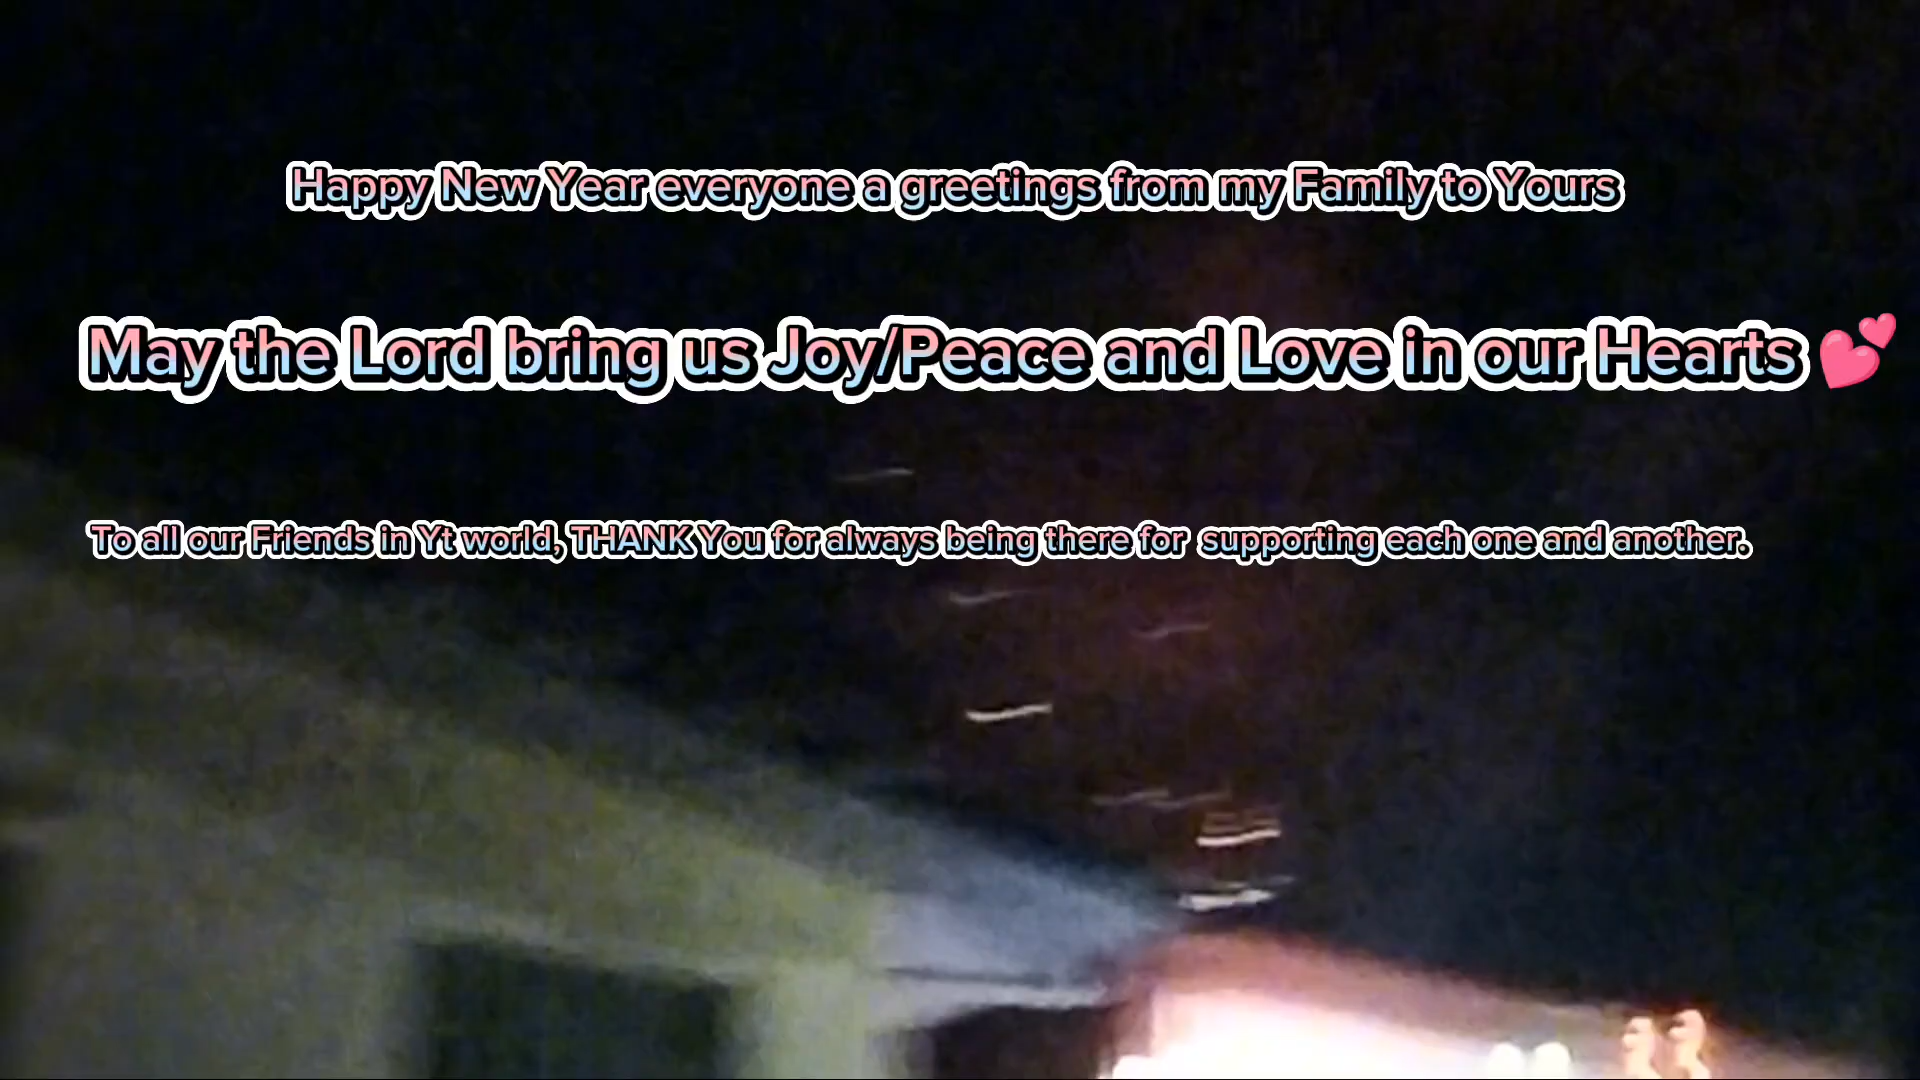 Happy New Year everyone a greetings from my Family to Yours
May the Lord bring us Joy/Peace and Love in our Hearts 💕
To all our Friends in Yt world, THANK You for always being there for supporting each one and another.